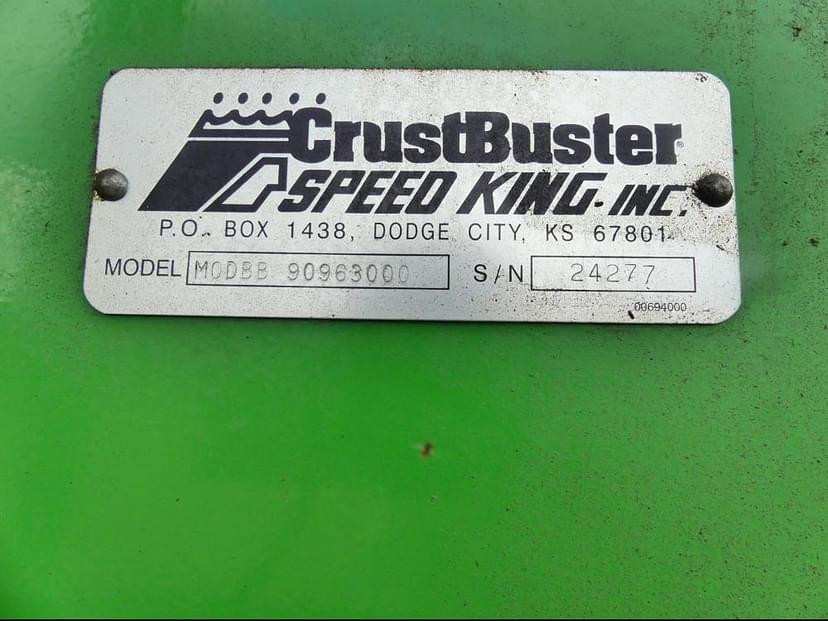 CrustBuster®
SPEED KING, INC.
P.O. BOX 1438, DODGE CITY, KS 67801
MODEL MODBB 90963000 S/N 24277
00694000